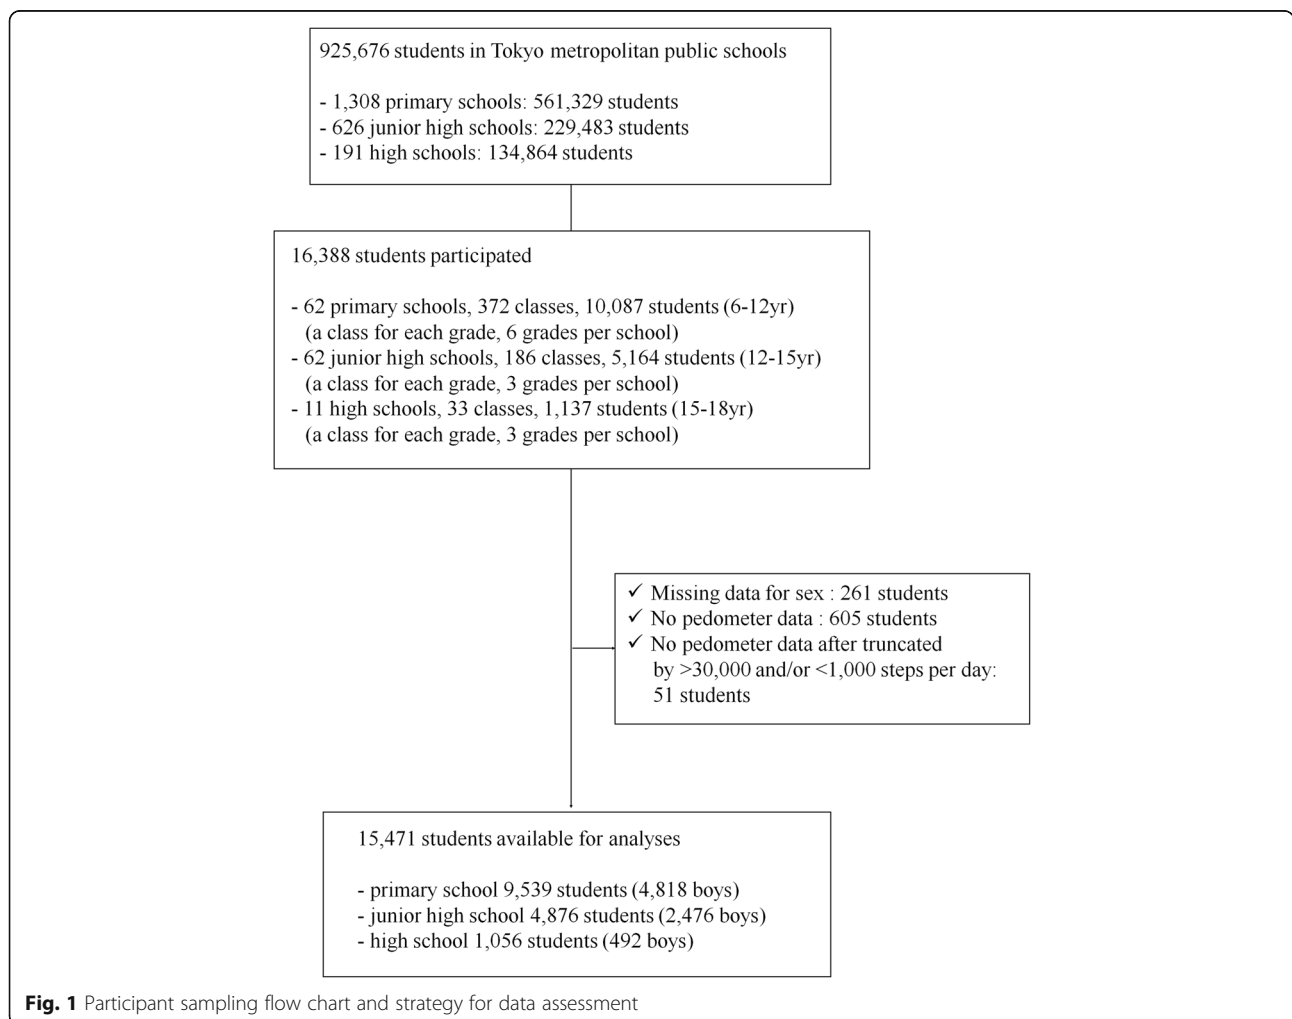 925,676 students in Tokyo metropolitan public schools
- 1,308 primary schools: 561,329 students
- 626 junior high schools: 229,483 students
- 191 high schools: 134,864 students
16,388 students participated
- 62 primary schools, 372 classes, 10,087 students (6-12yr)
(a class for each grade, 6 grades per school)
- 62 junior high schools, 186 classes, 5,164 students (12-15yr)
(a class for each grade, 3 grades per school)
- 11 high schools, 33 classes, 1,137 students (15-18yr)
(a class for each grade, 3 grades per school)
✓ Missing data for sex : 261 students
✓ No pedometer data : 605 students
✓ No pedometer data after truncated
by >30,000 and/or <1,000 steps per day:
51 students
15,471 students available for analyses
- primary school 9,539 students (4,818 boys)
- junior high school 4,876 students (2,476 boys)
- high school 1,056 students (492 boys)
Fig. 1 Participant sampling flow chart and strategy for data assessment